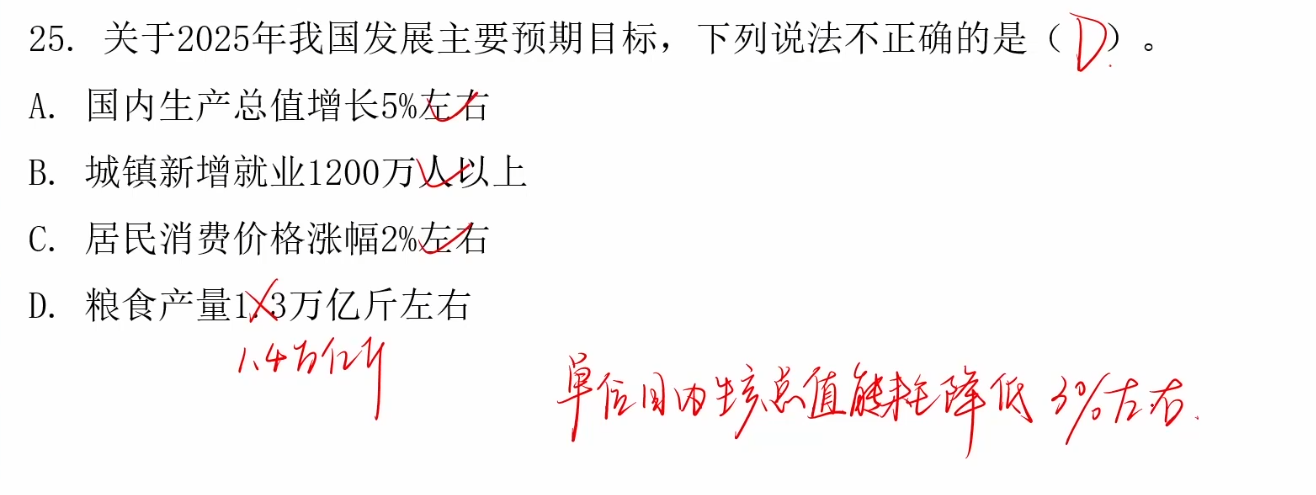 25. 关于2025年我国发展主要预期目标，下列说法不正确的是（D）。
A. 国内生产总值增长5%左右
B. 城镇新增就业1200万人以上
C. 居民消费价格涨幅2%左右
D. 粮食产量1.3万亿斤左右
1.4万亿斤
单位国内生产总值能耗降低3%左右.